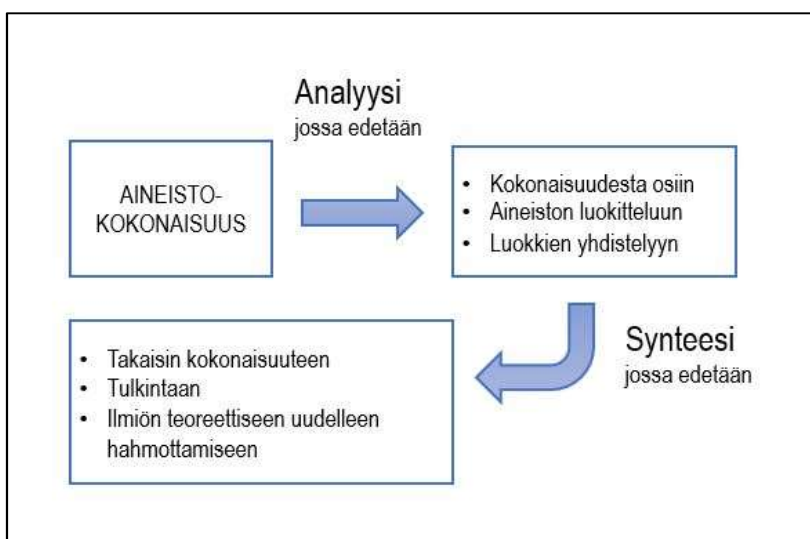 Analyysi
jossa edetään
AINEISTO-
KOKONAISUUS
• Kokonaisuudesta osiin
• Aineiston luokitteluun
• Luokkien yhdistelyyn
Synteesi
jossa edetään
• Takaisin kokonaisuuteen
• Tulkintaan
• Ilmiön teoreettiseen uudelleen
hahmottamiseen